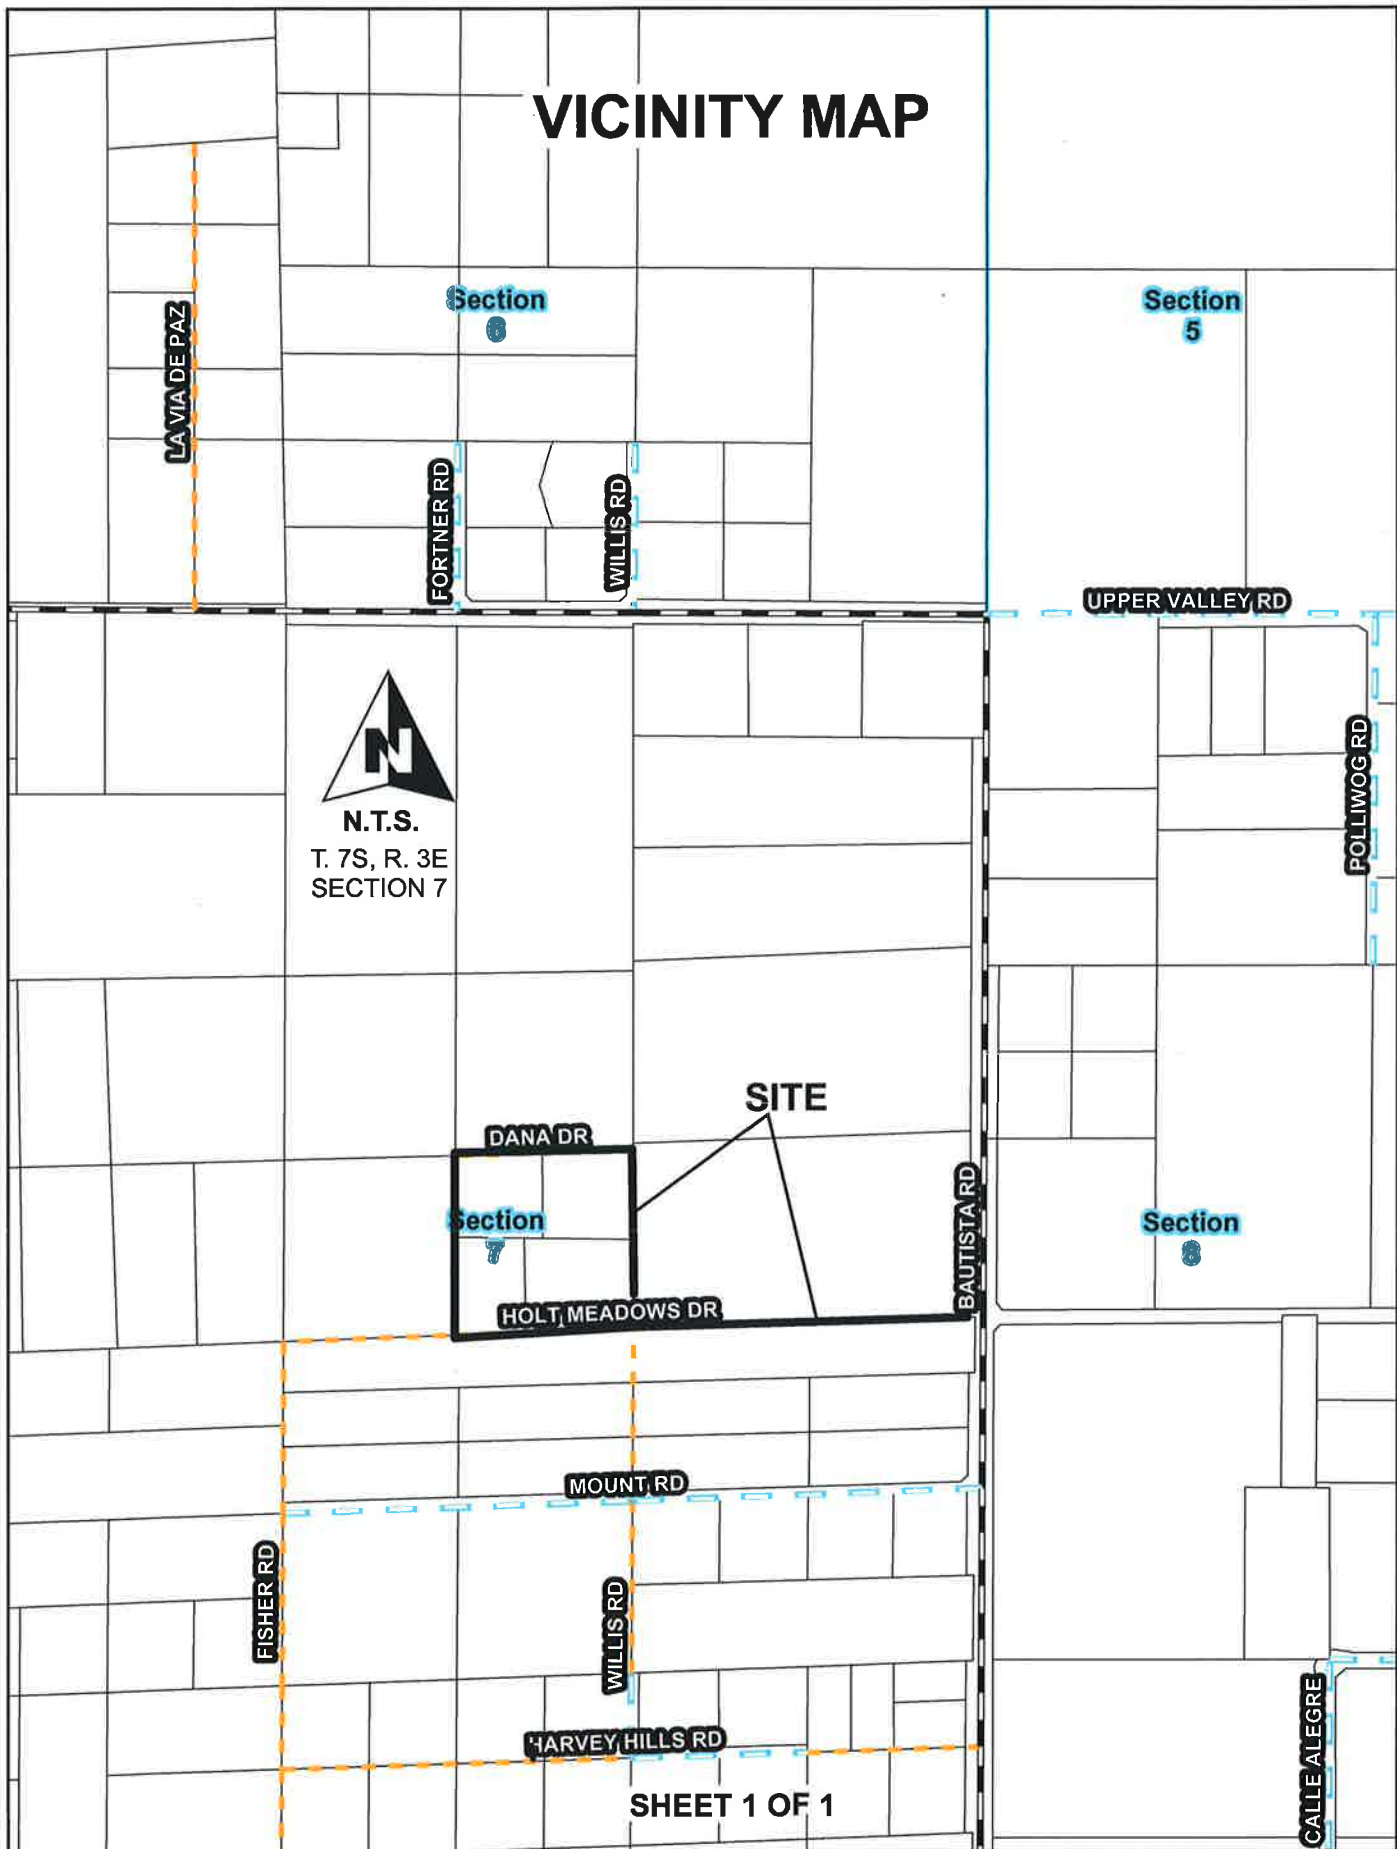 VICINITY MAP
Section
6
Section
5
LA VIA DE PAZ
FORTNER RD
WILLIS RD
UPPER VALLEY RD
POLLIWOG RD
N
N.T.S.
T. 7S, R. 3E
SECTION 7
SITE
DANA DR
Section
7
BAUTISTA RD
Section
8
HOLT MEADOWS DR
MOUNT RD
FISHER RD
WILLIS RD
HARVEY HILLS RD
CALLE ALEGRE
SHEET 1 OF 1